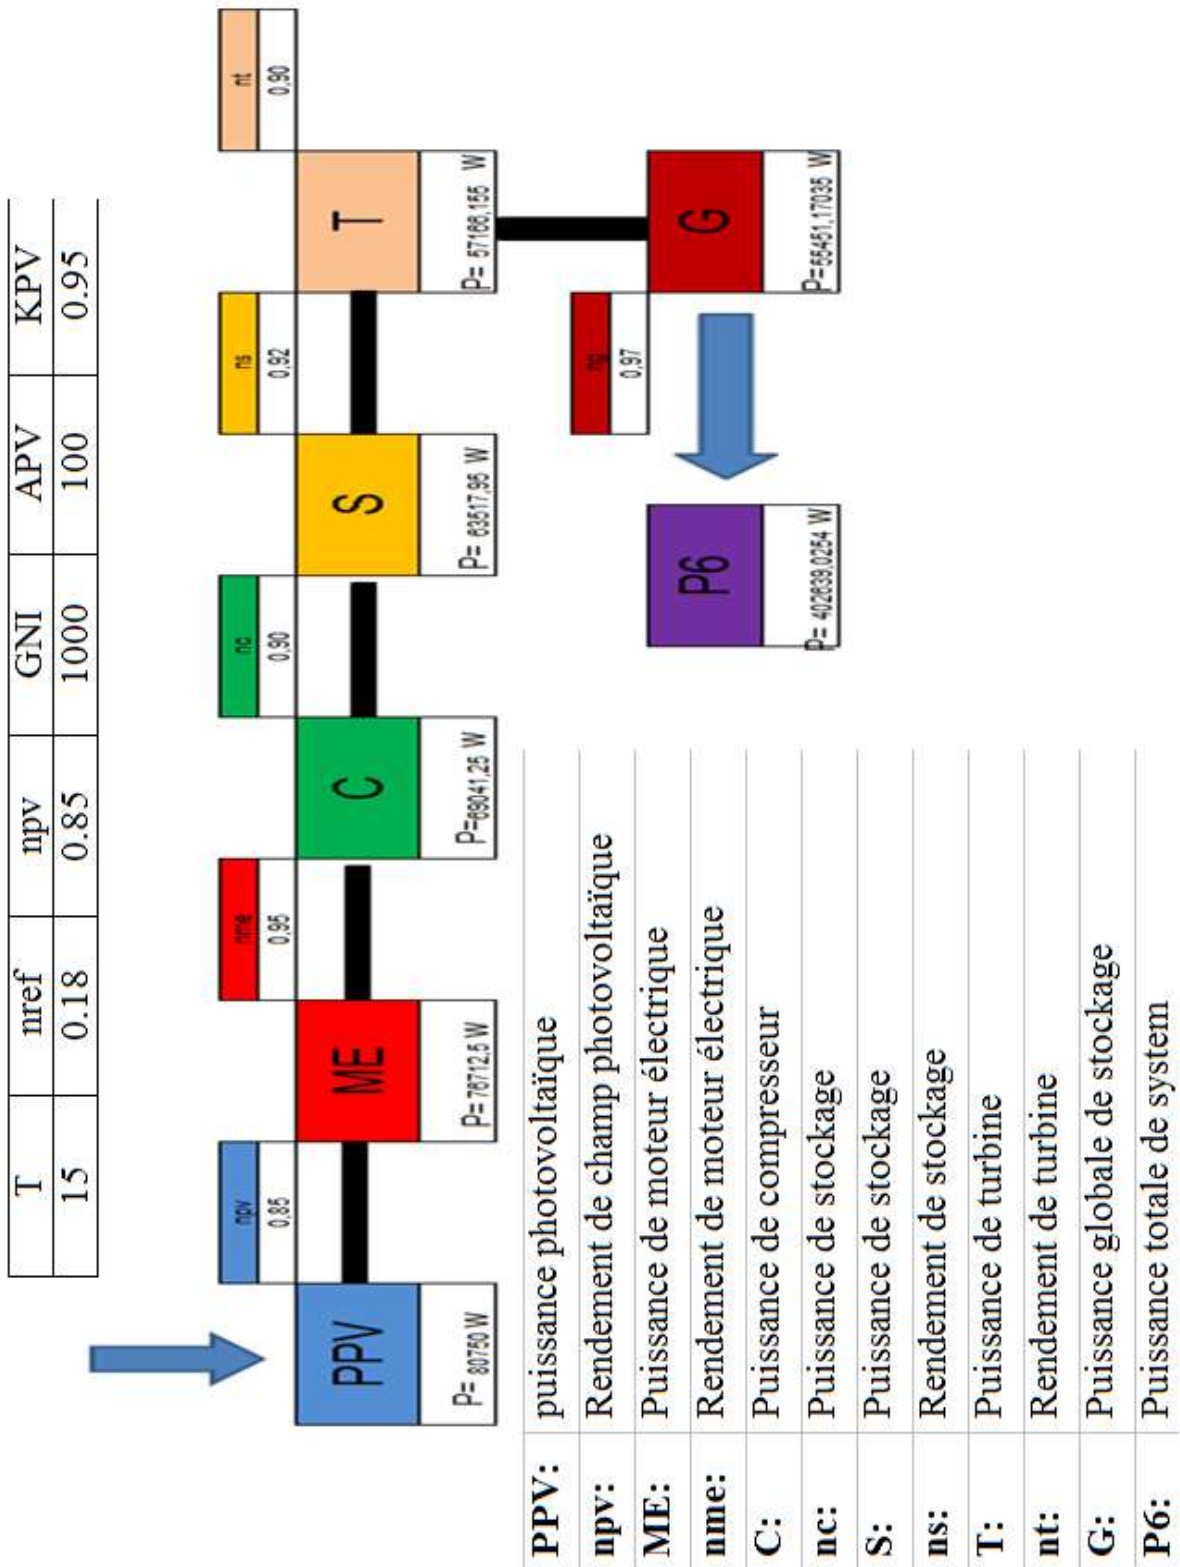 T nref npv GNI APV KPV
15 0.18 0.85 1000 100 0.95
npv nme nc ns nt
0,85 0,95 0,90 0,92 0,90
PPV ME C S T
P= 80750 W P= 76712,5 W P=69041,25 W P= 63517,95 W P= 57166,155 W
ng
0,97
P6 G
P= 402639,0254 W P=55451,17035 W
PPV: puissance photovoltaïque
npv: Rendement de champ photovoltaïque
ME: Puissance de moteur électrique
nme: Rendement de moteur électrique
C: Puissance de compresseur
nc: Puissance de stockage
S: Puissance de stockage
ns: Rendement de stockage
T: Puissance de turbine
nt: Rendement de turbine
G: Puissance globale de stockage
P6: Puissance totale de system